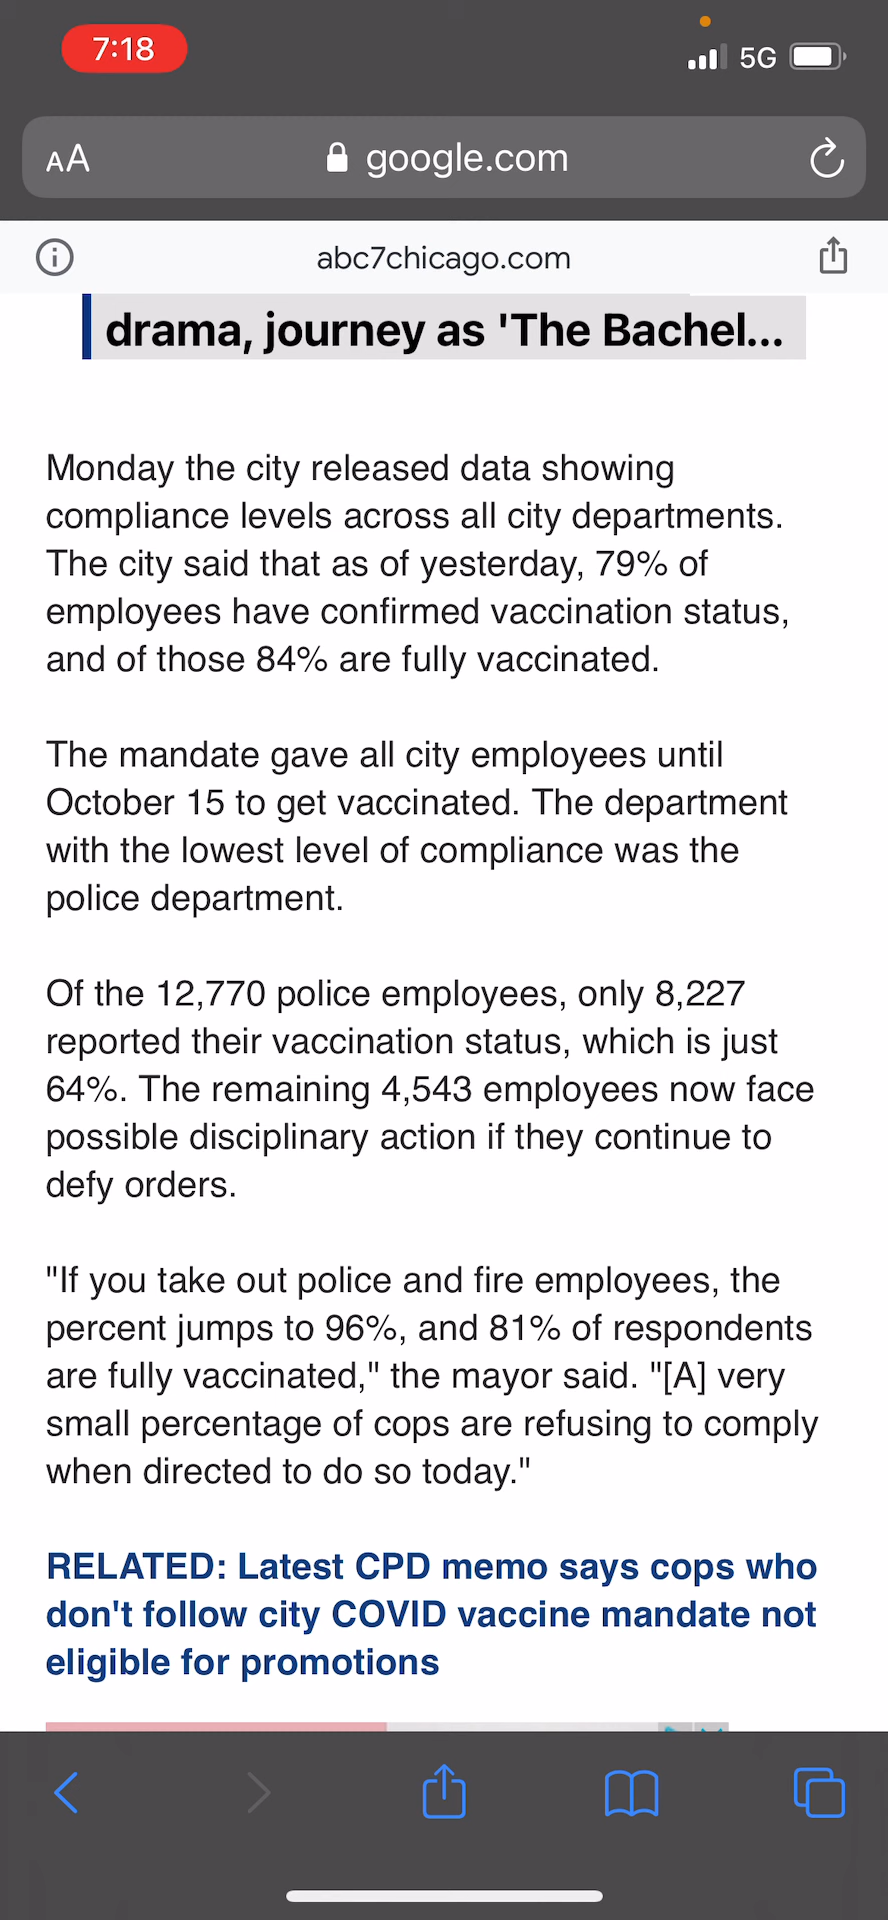 7:18
5G
AA
google.com
abc7chicago.com
drama, journey as 'The Bachel...
Monday the city released data showing
compliance levels across all city departments.
The city said that as of yesterday, 79% of
employees have confirmed vaccination status,
and of those 84% are fully vaccinated.
The mandate gave all city employees until
October 15 to get vaccinated. The department
with the lowest level of compliance was the
police department.
Of the 12,770 police employees, only 8,227
reported their vaccination status, which is just
64%. The remaining 4,543 employees now face
possible disciplinary action if they continue to
defy orders.
"If you take out police and fire employees, the
percent jumps to 96%, and 81% of respondents
are fully vaccinated," the mayor said. "[A] very
small percentage of cops are refusing to comply
when directed to do so today."
RELATED: Latest CPD memo says cops who
don't follow city COVID vaccine mandate not
eligible for promotions